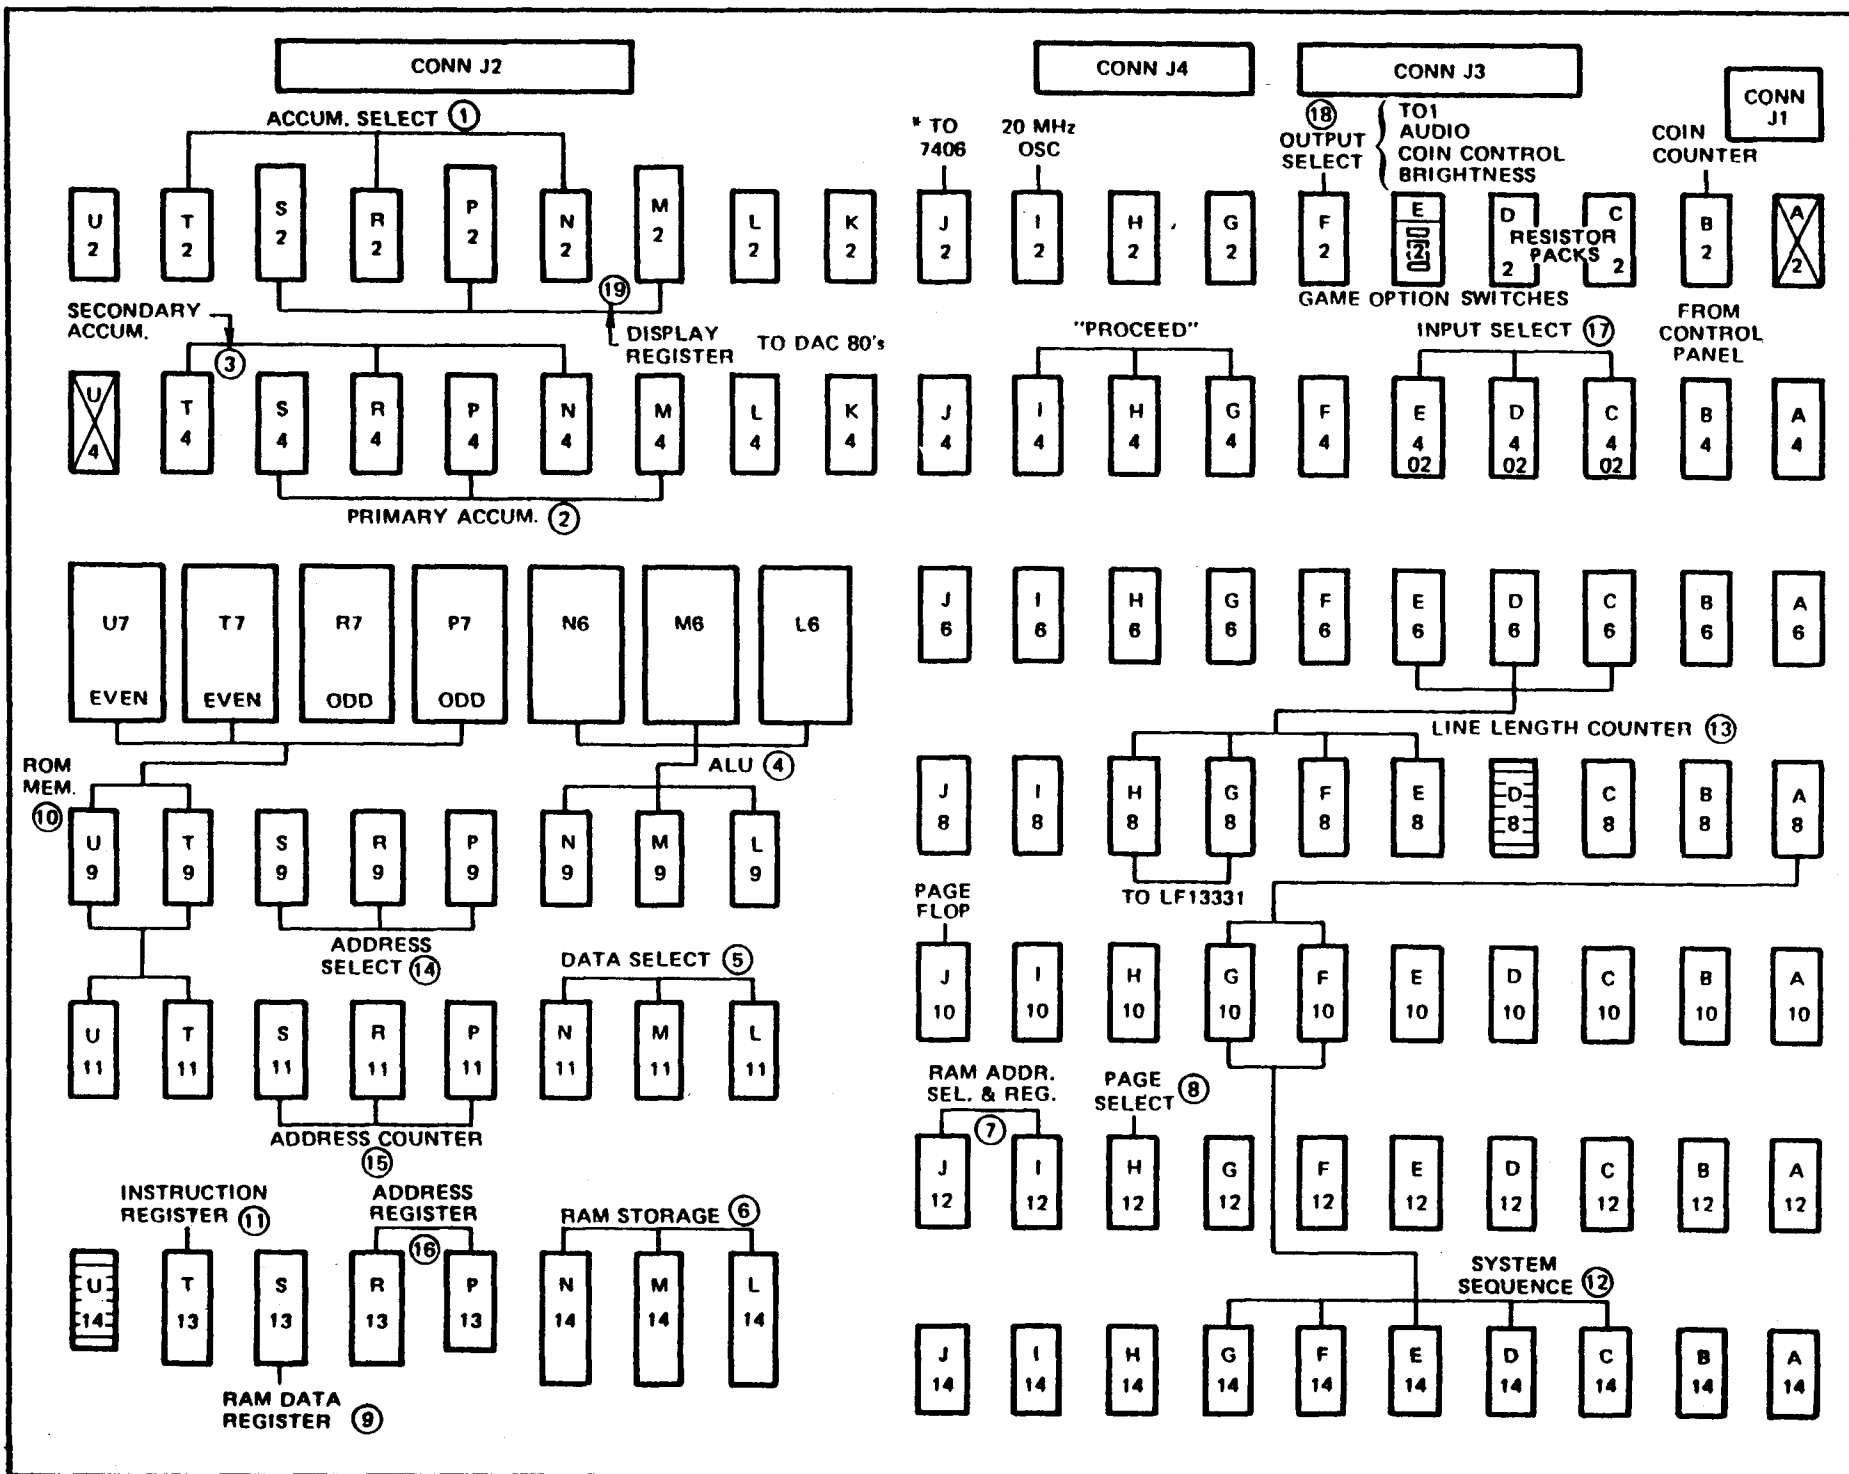 CONN J2
CONN J4
CONN J3
CONN
J1
ACCUM. SELECT 1
* TO
7406
20 MHz
OSC
18
OUTPUT
SELECT
TO1
AUDIO
COIN CONTROL
BRIGHTNESS
COIN
COUNTER
U
2
T
2
S
2
R
2
P
2
N
2
M
2
L
2
K
2
J
2
I
2
H
2
G
2
F
2
E
2
D
2
RESISTOR
PACKS
C
2
B
2
A
2
19
GAME OPTION SWITCHES
SECONDARY
ACCUM.
3
DISPLAY
REGISTER
TO DAC 80's
"PROCEED"
INPUT SELECT 17
FROM
CONTROL
PANEL
U
4
T
4
S
4
R
4
P
4
N
4
M
4
L
4
K
4
J
4
I
4
H
4
G
4
F
4
E
4
02
D
4
02
C
4
02
B
4
A
4
PRIMARY ACCUM. 2
U7
EVEN
T7
EVEN
R7
ODD
P7
ODD
N6
M6
L6
J
6
I
6
H
6
G
6
F
6
E
6
D
6
C
6
B
6
A
6
LINE LENGTH COUNTER 13
ROM
MEM.
10
ALU 4
U
9
T
9
S
9
R
9
P
9
N
9
M
9
L
9
J
8
I
8
H
8
G
8
F
8
E
8
D
8
C
8
B
8
A
8
TO LF13331
PAGE
FLOP
ADDRESS
SELECT 14
DATA SELECT 5
U
11
T
11
S
11
R
11
P
11
N
11
M
11
L
11
J
10
I
10
H
10
G
10
F
10
E
10
D
10
C
10
B
10
A
10
ADDRESS COUNTER
15
RAM ADDR.
SEL. & REG.
7
PAGE
SELECT 8
J
12
I
12
H
12
G
12
F
12
E
12
D
12
C
12
B
12
A
12
INSTRUCTION
REGISTER 11
ADDRESS
REGISTER
16
RAM STORAGE 6
SYSTEM
SEQUENCE 12
U
14
T
13
S
13
R
13
P
13
N
14
M
14
L
14
J
14
I
14
H
14
G
14
F
14
E
14
D
14
C
14
B
14
A
14
RAM DATA
REGISTER 9